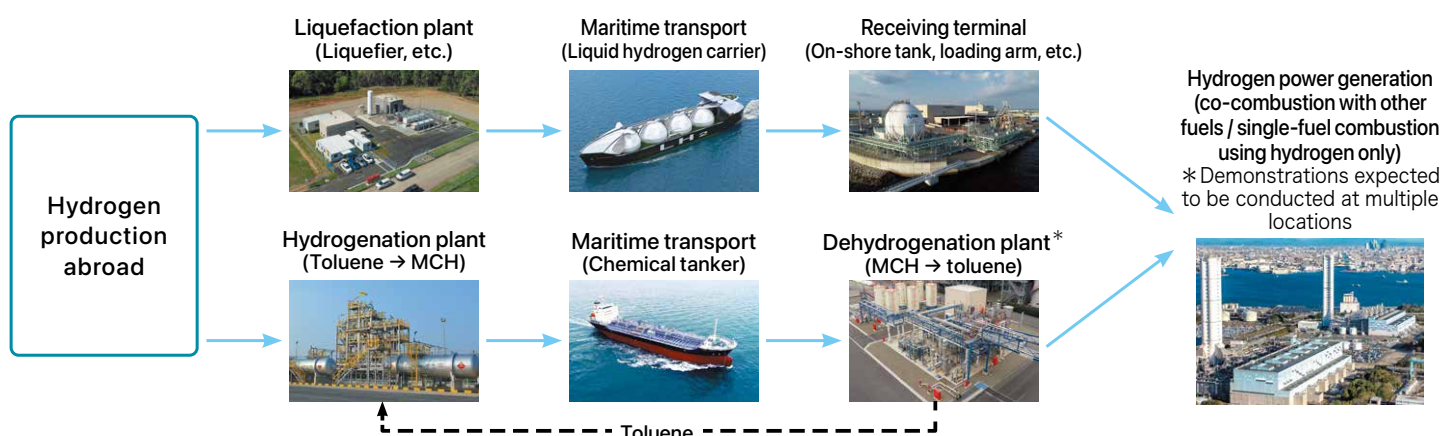 Liquefaction plant
(Liquefier, etc.)
Maritime transport
(Liquid hydrogen carrier)
Receiving terminal
(On-shore tank, loading arm, etc.)
Hydrogen
production
abroad
Hydrogenation plant
(Toluene → MCH)
Maritime transport
(Chemical tanker)
Dehydrogenation plant*
(MCH → toluene)
Toluene
Hydrogen power generation
(co-combustion with other
fuels / single-fuel combustion
using hydrogen only)
*Demonstrations expected
to be conducted at multiple
locations